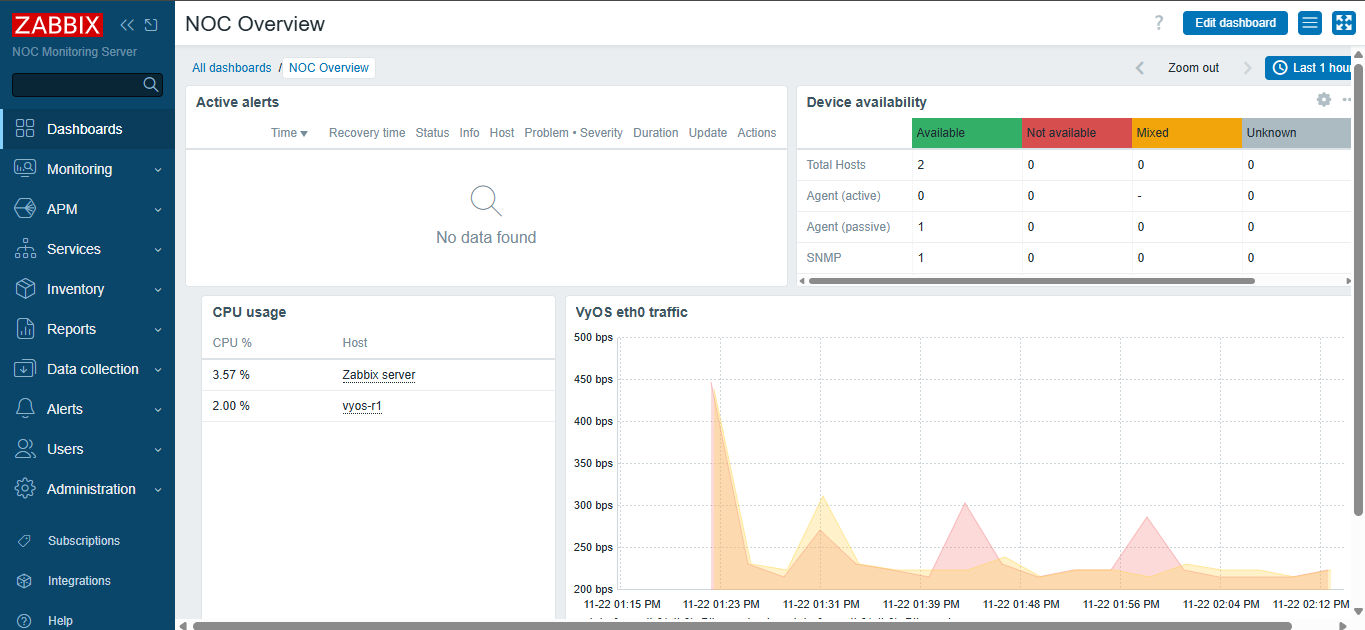 ZABBIX
NOC Monitoring Server
Dashboards
Monitoring
APM
Services
Inventory
Reports
Data collection
Alerts
Users
Administration
Subscriptions
Integrations
Help
NOC Overview
? Edit dashboard
All dashboards / NOC Overview
Zoom out
Last 1 hour
Active alerts
Time ▼ Recovery time Status Info Host Problem • Severity Duration Update Actions
No data found
Device availability
Available Not available Mixed Unknown
Total Hosts 2 0 0 0
Agent (active) 0 0 - 0
Agent (passive) 1 0 0 0
SNMP 1 0 0 0
CPU usage
CPU % Host
3.57 % Zabbix server
2.00 % vyos-r1
VyOS eth0 traffic
500 bps
450 bps
400 bps
350 bps
300 bps
250 bps
200 bps
11-22 01:15 PM 11-22 01:23 PM 11-22 01:31 PM 11-22 01:39 PM 11-22 01:48 PM 11-22 01:56 PM 11-22 02:04 PM 11-22 02:12 PM